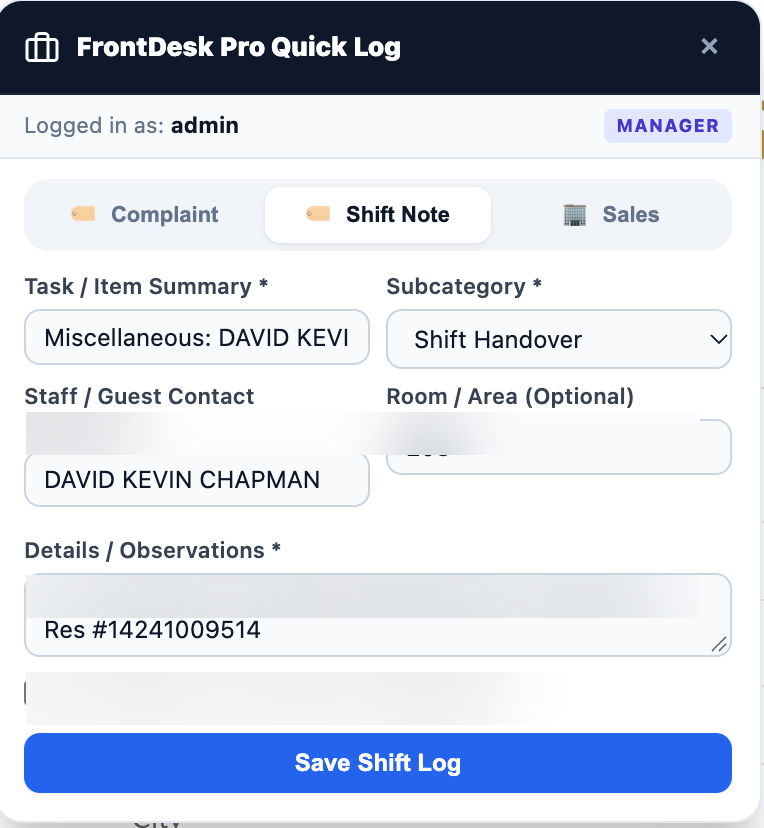 FrontDesk Pro Quick Log
Logged in as: admin
MANAGER
Complaint
Shift Note
Sales
Task / Item Summary *
Subcategory *
Miscellaneous: DAVID KEVI
Shift Handover
Staff / Guest Contact
Room / Area (Optional)
DAVID KEVIN CHAPMAN
Details / Observations *
Res #14241009514
Save Shift Log